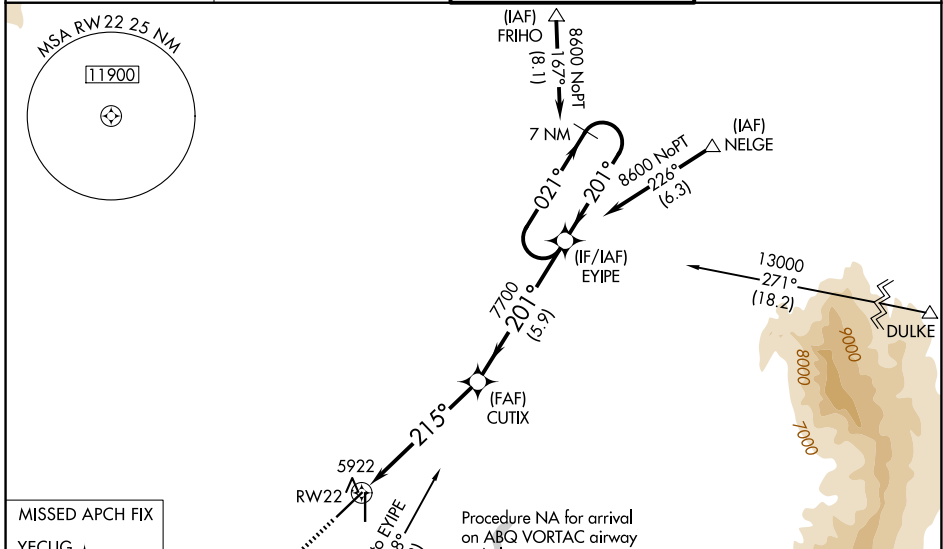 MSA RW22 25 NM
11900
(IAF)
FRIHO
8600 NoPT
167°
(8.1)
7 NM
(IAF)
NELGE
8600 NoPT
226°
(6.3)
021°
201°
(IF/IAF)
EYIPE
13000
271°
(18.2)
DULKE
7700
201°
(5.9)
9000
8000
7000
(FAF)
CUTIX
215°
5922
RW22
to EYIPE
MISSED APCH FIX
Procedure NA for arrival
on ABQ VORTAC airway